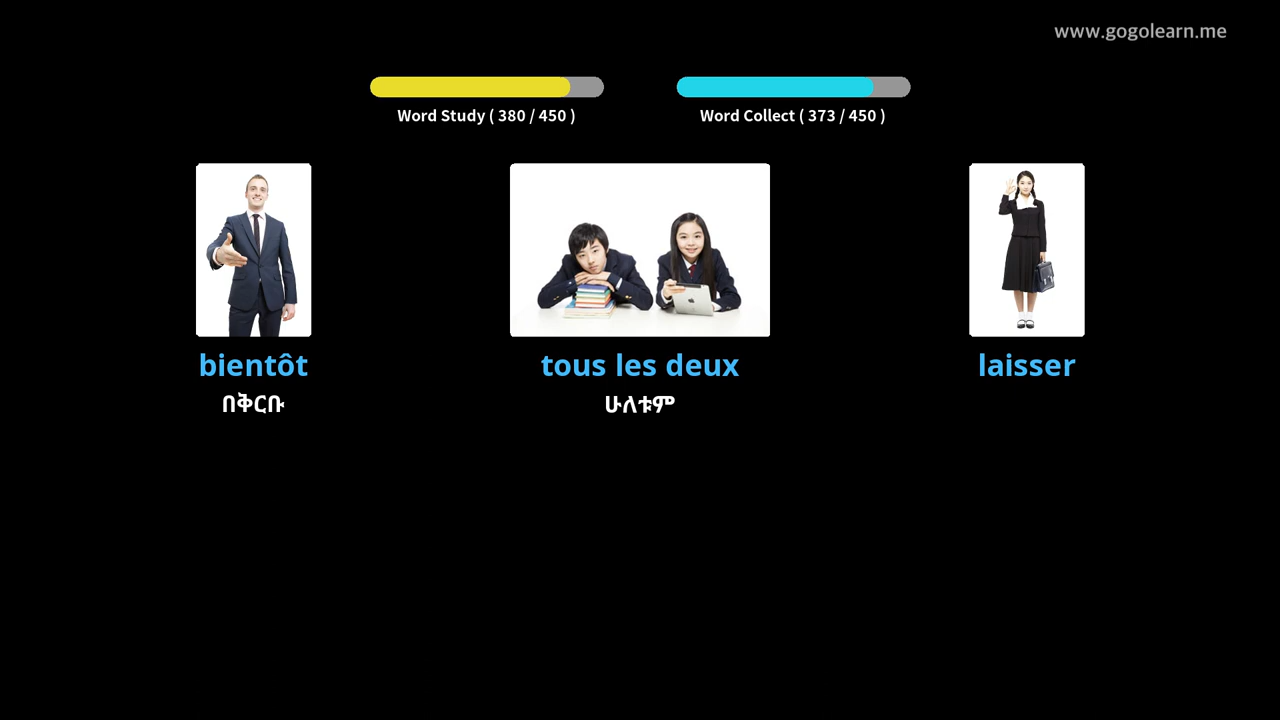 www.gogolearn.me
Word Study ( 380 / 450 )
Word Collect ( 373 / 450 )
bientôt
tous les deux
laisser
በቅርቡ
ሁለቱም